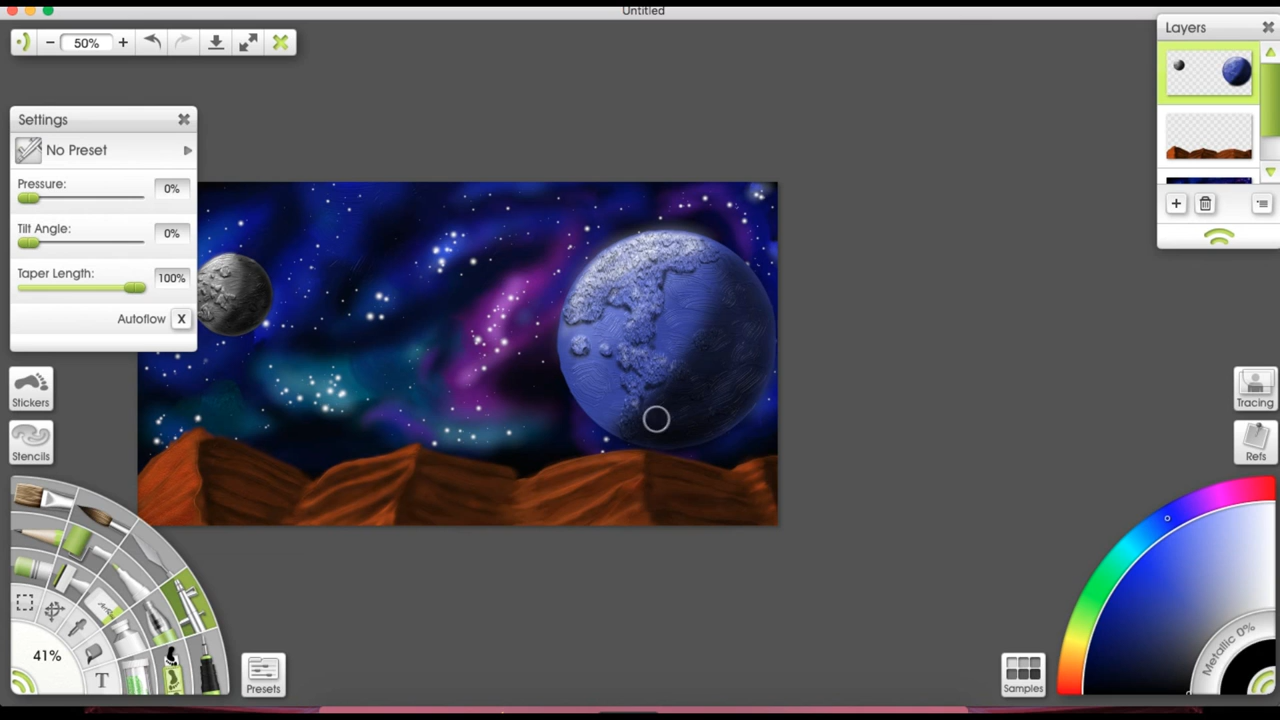 Untitled
50%
Layers
Settings
No Preset
Pressure:
0%
Tilt Angle:
0%
Taper Length:
100%
Autoflow X
Stickers
Stencils
Tracing
Refs
41%
T
Presets
Samples
Metallic 0%